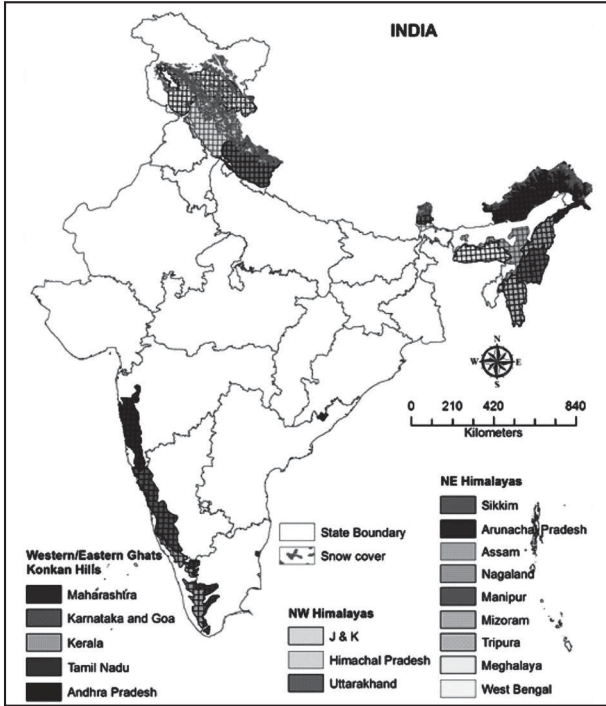 INDIA
N
W E
S
0 210 420 840
Kilometers
State Boundary
Snow cover
Western/Eastern Ghats
Konkan Hills
Maharashtra
Karnataka and Goa
Kerala
Tamil Nadu
Andhra Pradesh
NW Himalayas
J & K
Himachal Pradesh
Uttarakhand
NE Himalayas
Sikkim
Arunachal Pradesh
Assam
Nagaland
Manipur
Mizoram
Tripura
Meghalaya
West Bengal